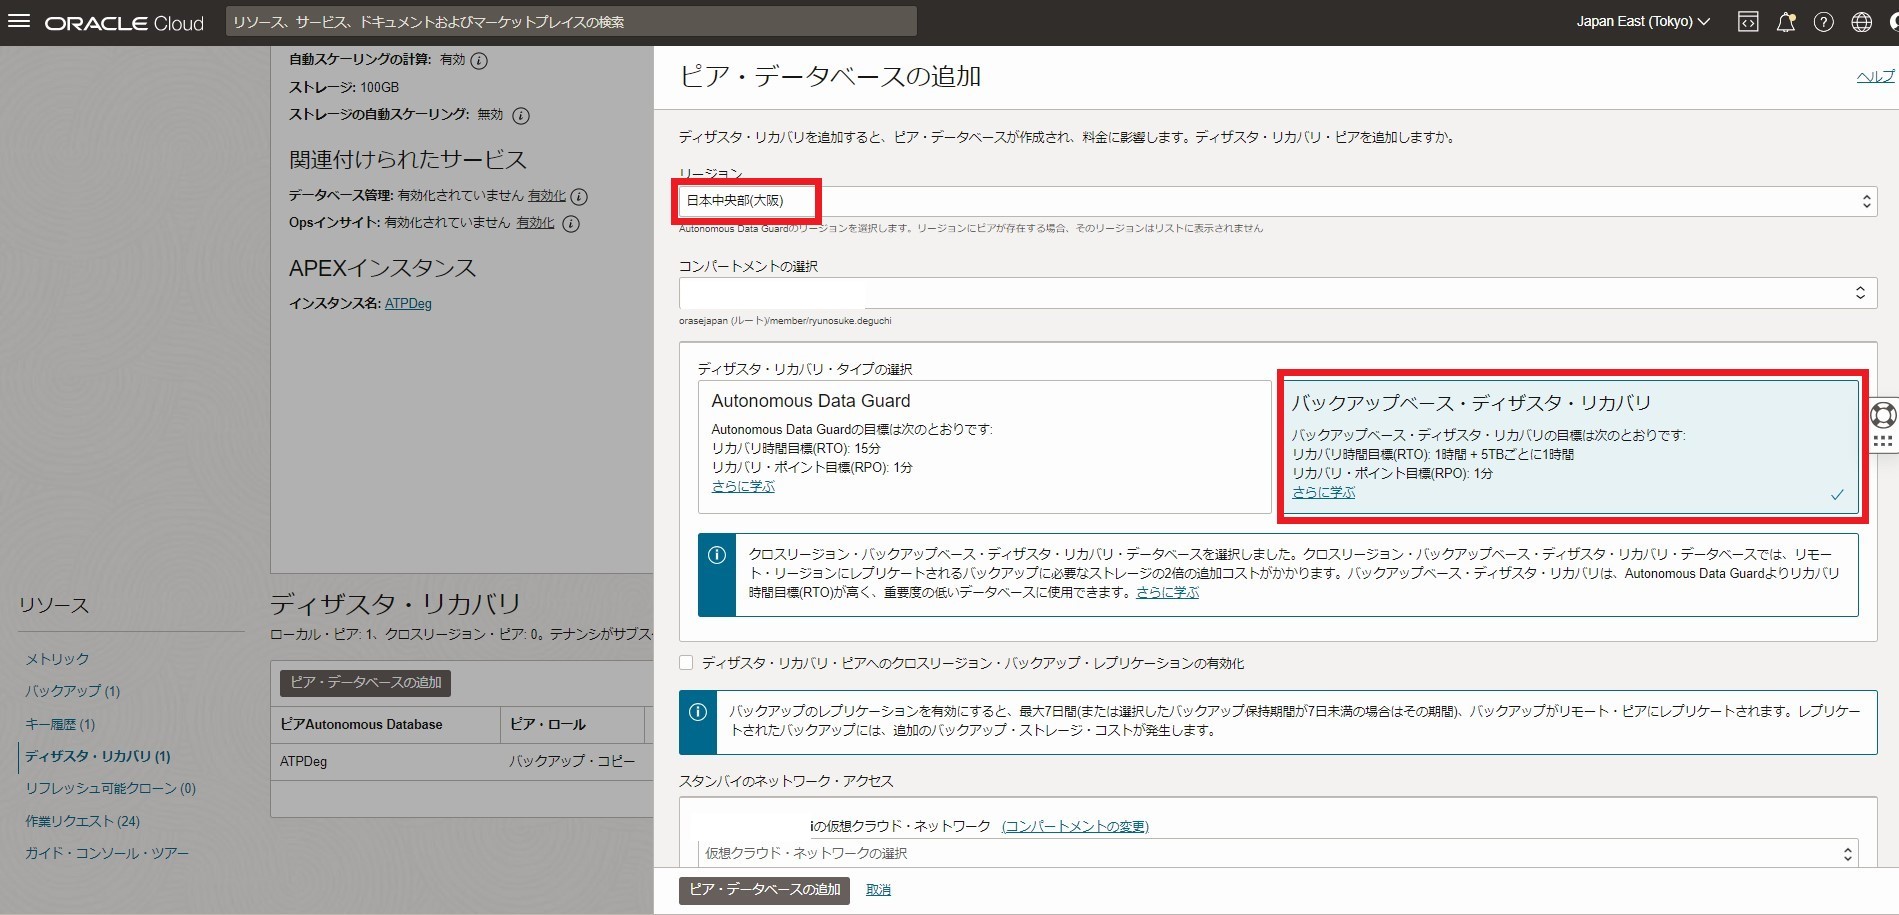 ORACLE Cloud
リソース、サービス、ドキュメントおよびマーケットプレイスの検索
Japan East (Tokyo)
自動スケーリングの計算: 有効
ストレージ: 100GB
ストレージの自動スケーリング: 無効
関連付けられたサービス
データベース管理: 有効化されていません 有効化
Opsインサイト: 有効化されていません 有効化
APEXインスタンス
インスタンス名: ATPDeg
リソース
メトリック
バックアップ (1)
キー履歴 (1)
ディザスタ・リカバリ (1)
リフレッシュ可能クローン (0)
作業リクエスト (24)
ガイド・コンソール・ツアー
ディザスタ・リカバリ
ローカル・ピア: 1、クロスリージョン・ピア: 0。テナンシがサブス
ピア・データベースの追加
ピアAutonomous Database ピア・ロール
ATPDeg バックアップ・コピー
ピア・データベースの追加
ヘルプ
ディザスタ・リカバリを追加すると、ピア・データベースが作成され、料金に影響します。ディザスタ・リカバリ・ピアを追加しますか。
リージョン
日本中央部(大阪)
Autonomous Data Guardのリージョンを選択します。リージョンにピアが存在する場合、そのリージョンはリストに表示されません
コンパートメントの選択
orasejapan (ルート)/member/ryunosuke.deguchi
ディザスタ・リカバリ・タイプの選択
Autonomous Data Guard
Autonomous Data Guardの目標は次のとおりです:
リカバリ時間目標(RTO): 15分
リカバリ・ポイント目標(RPO): 1分
さらに学ぶ
バックアップベース・ディザスタ・リカバリ
バックアップベース・ディザスタ・リカバリの目標は次のとおりです:
リカバリ時間目標(RTO): 1時間 + 5TBごとに1時間
リカバリ・ポイント目標(RPO): 1分
さらに学ぶ
クロスリージョン・バックアップベース・ディザスタ・リカバリ・データベースを選択しました。クロスリージョン・バックアップベース・ディザスタ・リカバリ・データベースでは、リモー
ト・リージョンにレプリケートされるバックアップに必要なストレージの2倍の追加コストがかかります。バックアップベース・ディザスタ・リカバリは、Autonomous Data Guardよりリカバリ
時間目標(RTO)が高く、重要度の低いデータベースに使用できます。さらに学ぶ
ディザスタ・リカバリ・ピアへのクロスリージョン・バックアップ・レプリケーションの有効化
バックアップのレプリケーションを有効にすると、最大7日間(または選択したバックアップ保持期間が7日未満の場合はその期間)、バックアップがリモート・ピアにレプリケートされます。レプリケー
トされたバックアップには、追加のバックアップ・ストレージ・コストが発生します。
スタンバイのネットワーク・アクセス
iの仮想クラウド・ネットワーク (コンパートメントの変更)
仮想クラウド・ネットワークの選択
ピア・データベースの追加 取消